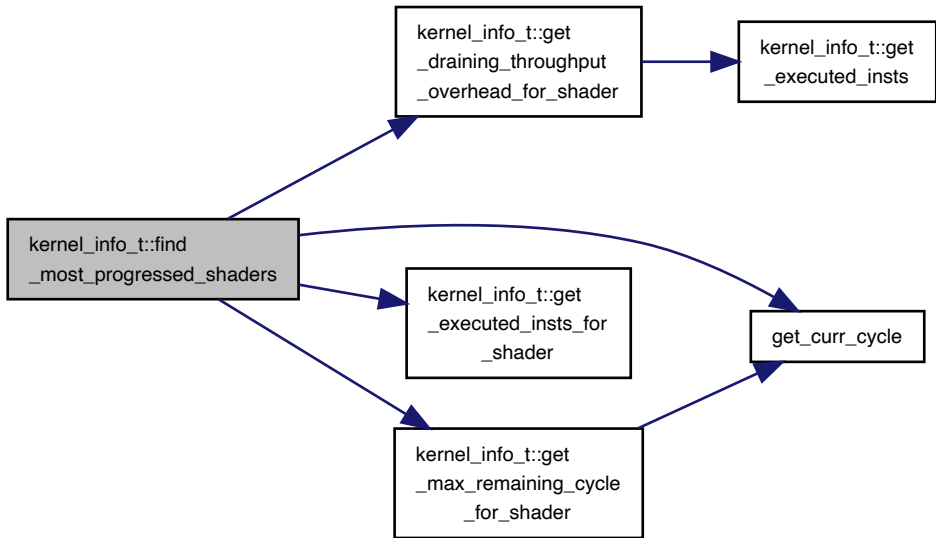 kernel_info_t::get
_draining_throughput
_overhead_for_shader
kernel_info_t::get
_executed_insts
kernel_info_t::find
_most_progressed_shaders
kernel_info_t::get
_executed_insts_for
_shader
get_curr_cycle
kernel_info_t::get
_max_remaining_cycle
_for_shader